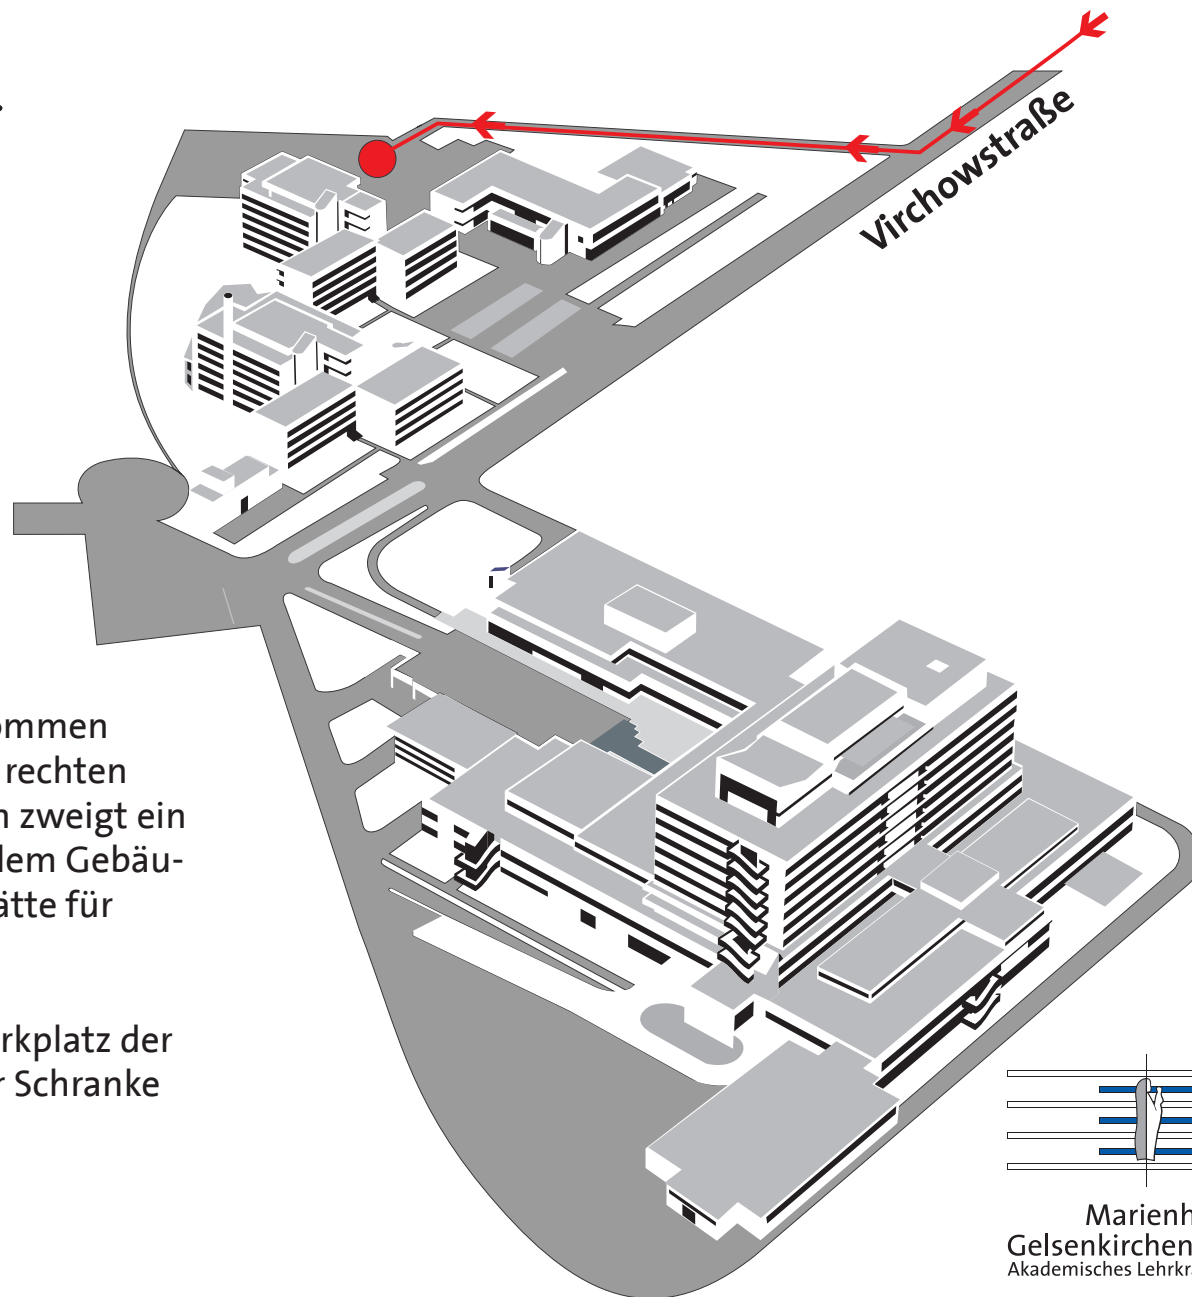 Virchowstraße
ommen
rechten
n zweigt ein
dem Gebäu-
ätte für
rkplatz der
r Schranke
Marienh
Gelsenkirchen
Akademisches Lehrkr